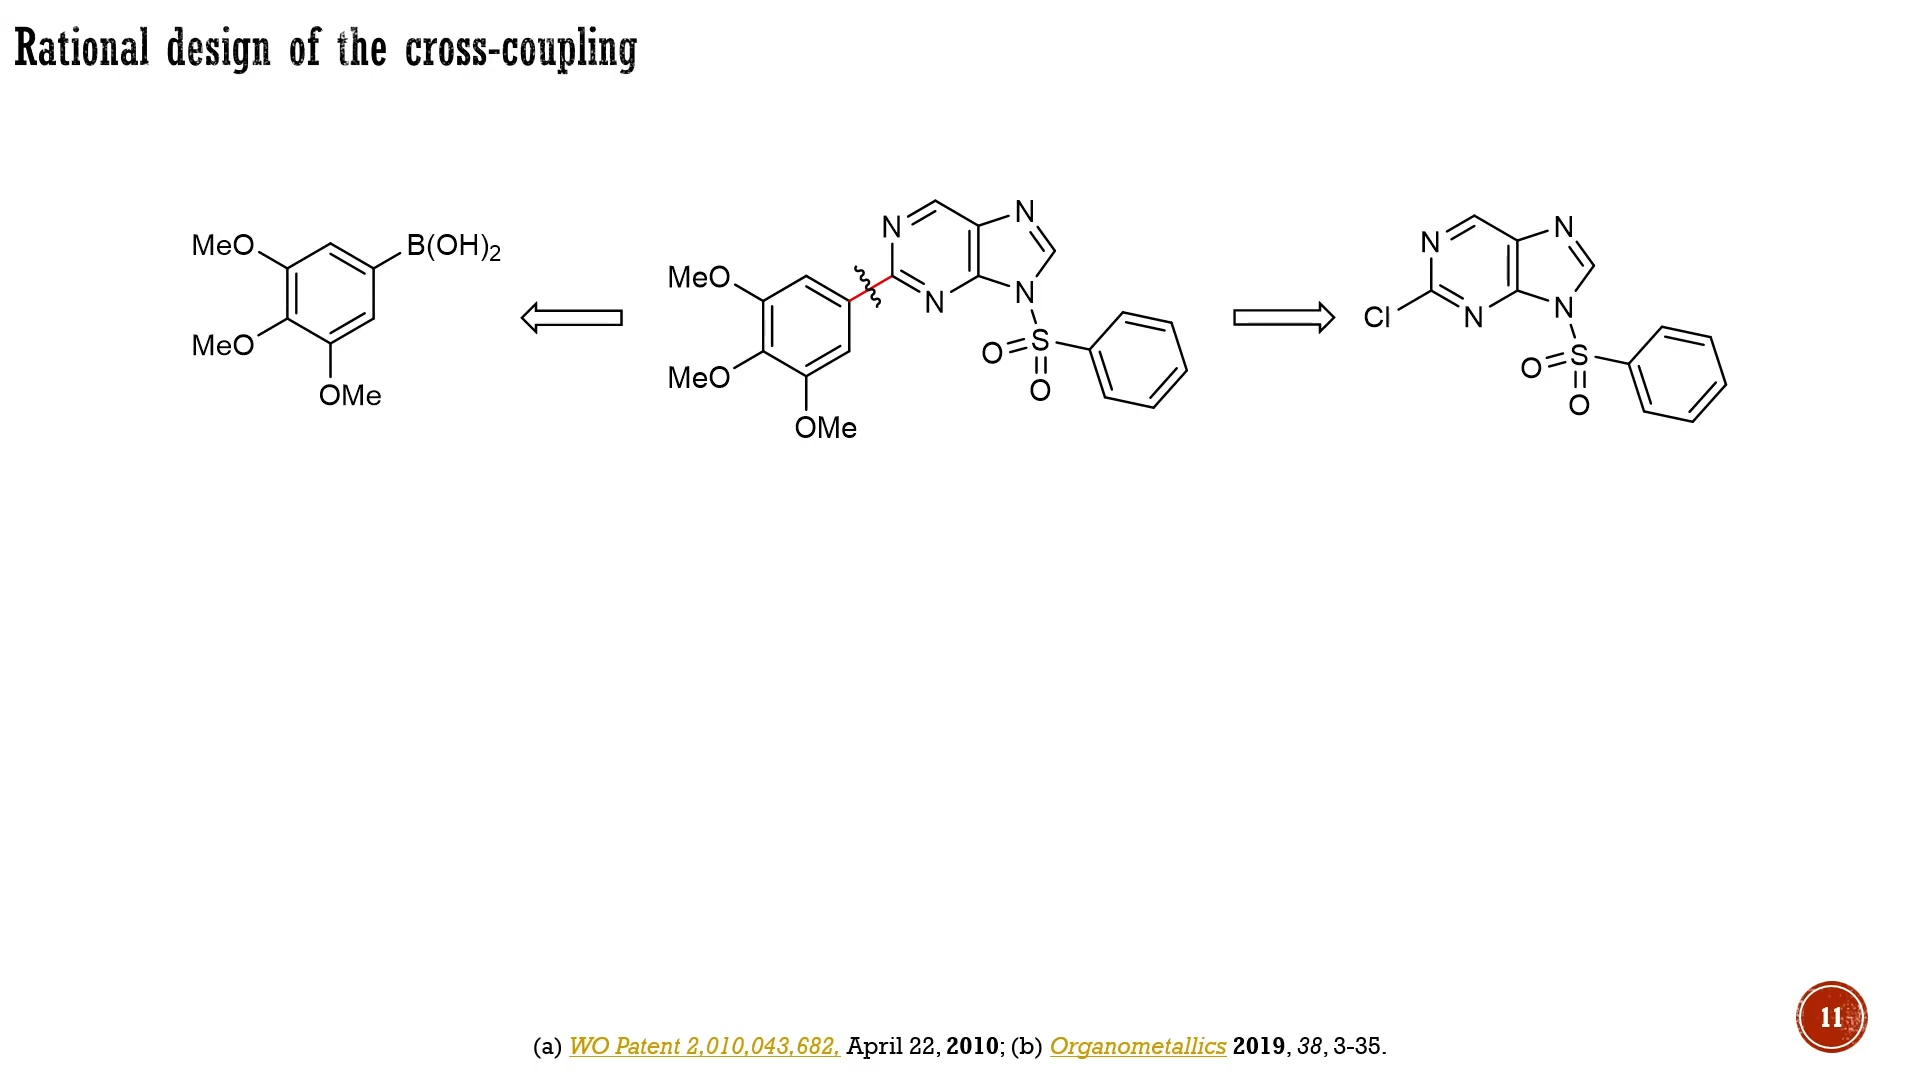 Rational design of the cross-coupling
MeO
MeO
OMe
B(OH)2
MeO
MeO
OMe
N
N
N
N
S
O
O
Cl
N
N
N
N
S
O
O
11
(a) WO Patent 2,010,043,682, April 22, 2010; (b) Organometallics 2019, 38, 3-35.